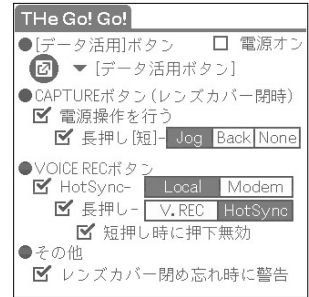 THe Go! Go!
●[データ活用]ボタン □ 電源オン
▼ [データ活用ボタン]
●CAPTUREボタン(レンズカバー閉時)
☑ 電源操作を行う
☑ 長押し[短]- Jog Back None
●VOICE RECボタン
☑ HotSync- Local Modem
☑ 長押し- V.REC HotSync
☑ 短押し時に押下無効
●その他
☑ レンズカバー閉め忘れ時に警告